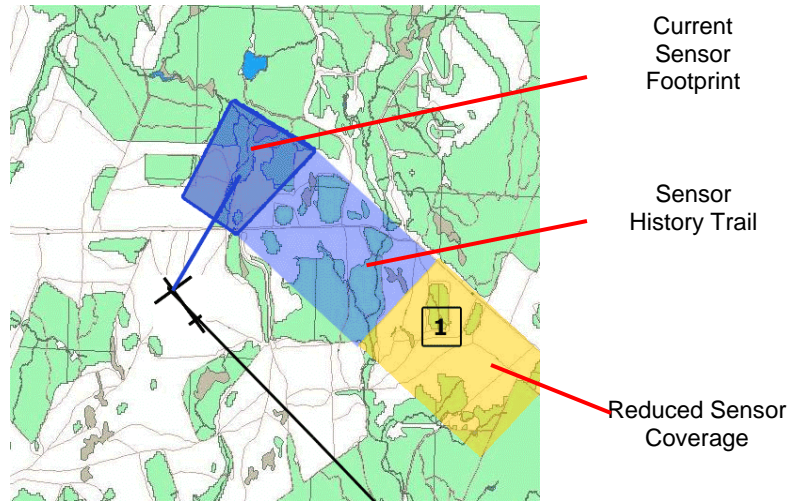 Current
Sensor
Footprint
Sensor
History Trail
1
Reduced Sensor
Coverage